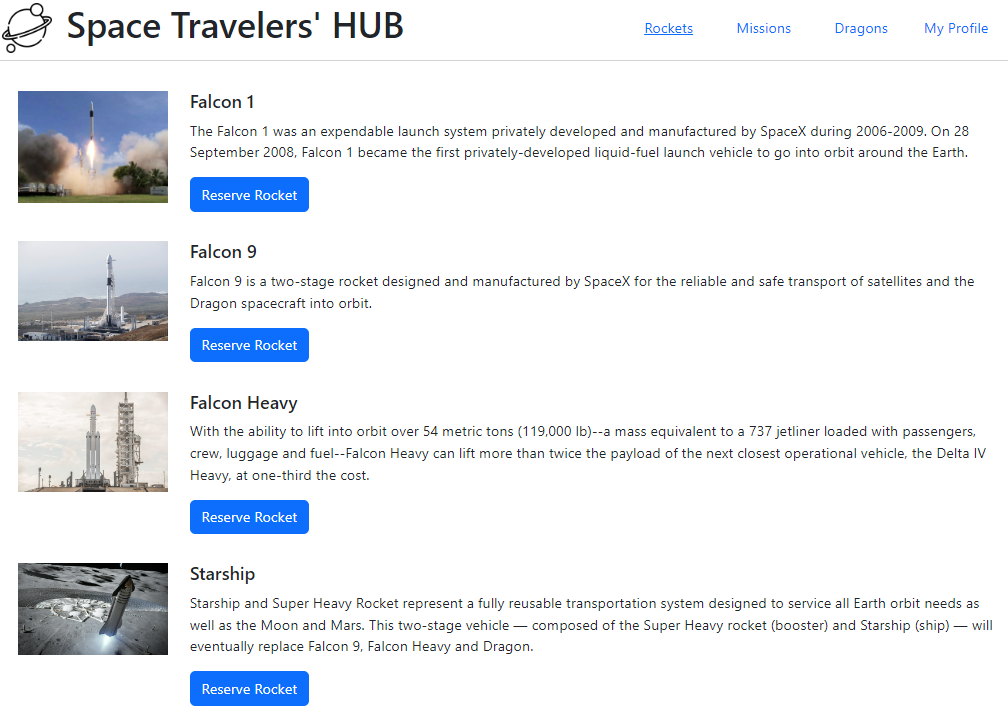 Space Travelers' HUB
Rockets Missions Dragons My Profile
Falcon 1
The Falcon 1 was an expendable launch system privately developed and manufactured by SpaceX during 2006-2009. On 28
September 2008, Falcon 1 became the first privately-developed liquid-fuel launch vehicle to go into orbit around the Earth.
Reserve Rocket
Falcon 9
Falcon 9 is a two-stage rocket designed and manufactured by SpaceX for the reliable and safe transport of satellites and the
Dragon spacecraft into orbit.
Reserve Rocket
Falcon Heavy
With the ability to lift into orbit over 54 metric tons (119,000 lb)--a mass equivalent to a 737 jetliner loaded with passengers,
crew, luggage and fuel--Falcon Heavy can lift more than twice the payload of the next closest operational vehicle, the Delta IV
Heavy, at one-third the cost.
Reserve Rocket
Starship
Starship and Super Heavy Rocket represent a fully reusable transportation system designed to service all Earth orbit needs as
well as the Moon and Mars. This two-stage vehicle — composed of the Super Heavy rocket (booster) and Starship (ship) — will
eventually replace Falcon 9, Falcon Heavy and Dragon.
Reserve Rocket